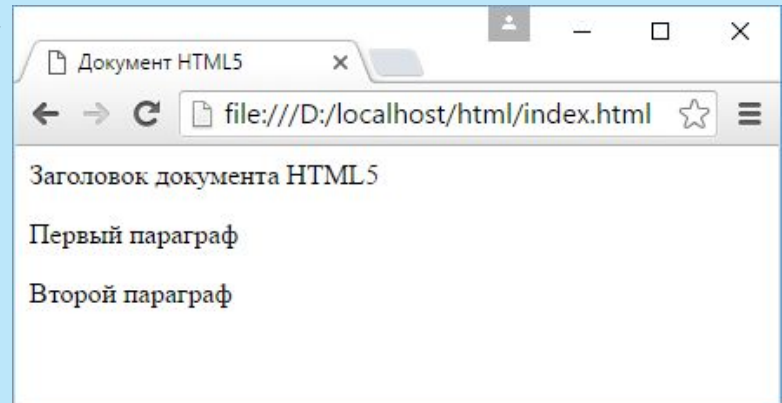 Документ HTML5
file:///D:/localhost/html/index.html
Заголовок документа HTML5
Первый параграф
Второй параграф